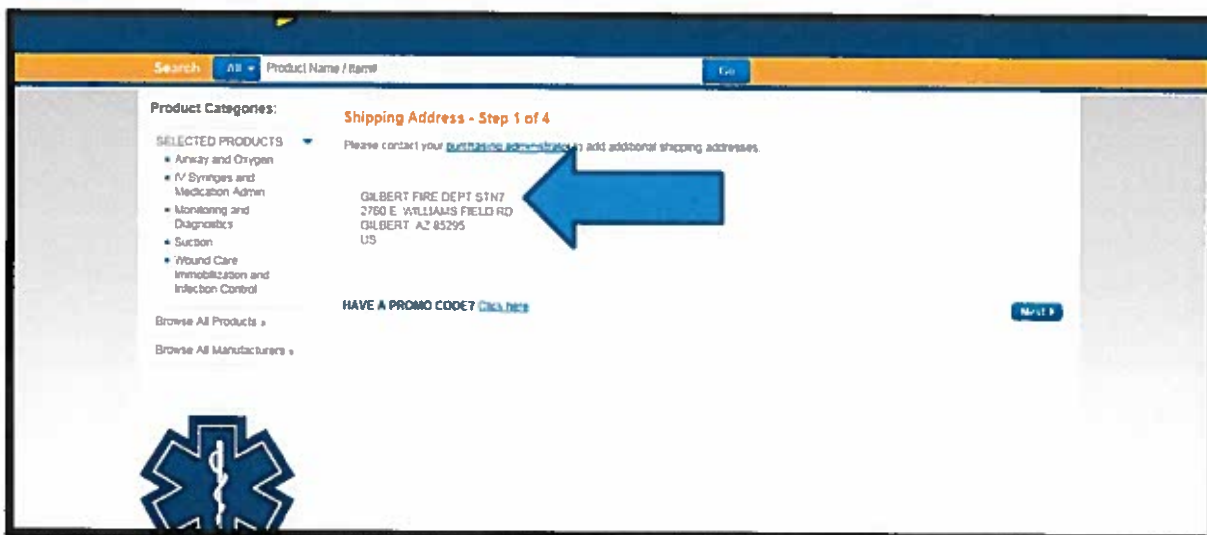 Search All Product Name / Item# Go
Product Categories:
SELECTED PRODUCTS
Airway and Oxygen
IV Syringes and
Medication Admin
Monitoring and
Diagnostics
Suction
Wound Care
Immobilization and
Infection Control
Browse All Products »
Browse All Manufacturers »
Shipping Address - Step 1 of 4
Please contact your purchasing administrator to add additional shipping addresses.
GILBERT FIRE DEPT STN7
2760 E. WILLIAMS FIELD RD
GILBERT AZ 85295
US
HAVE A PROMO CODE? Click here
Next